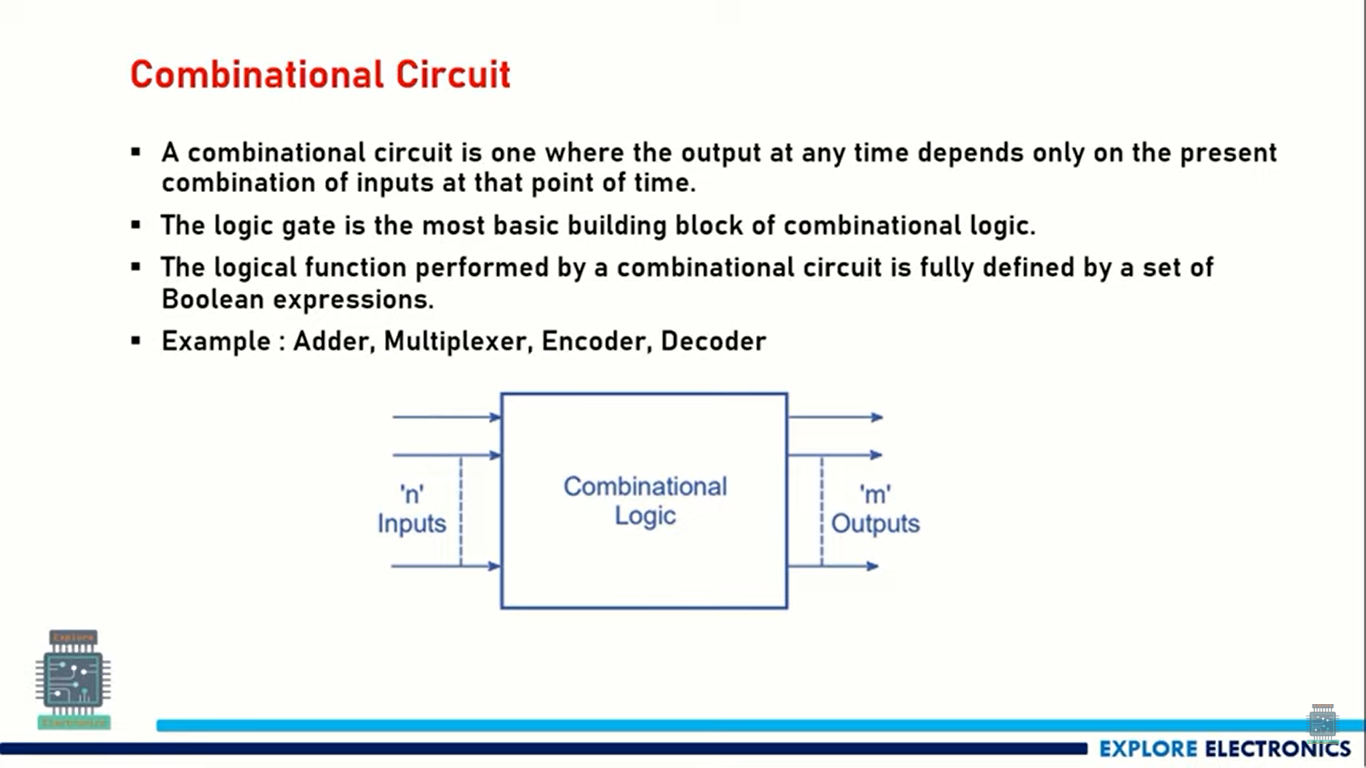 Combinational Circuit
▪ A combinational circuit is one where the output at any time depends only on the present
combination of inputs at that point of time.
▪ The logic gate is the most basic building block of combinational logic.
▪ The logical function performed by a combinational circuit is fully defined by a set of
Boolean expressions.
▪ Example : Adder, Multiplexer, Encoder, Decoder
'n'
Inputs
Combinational
Logic
'm'
Outputs
Explore
Electronics
EXPLORE ELECTRONICS